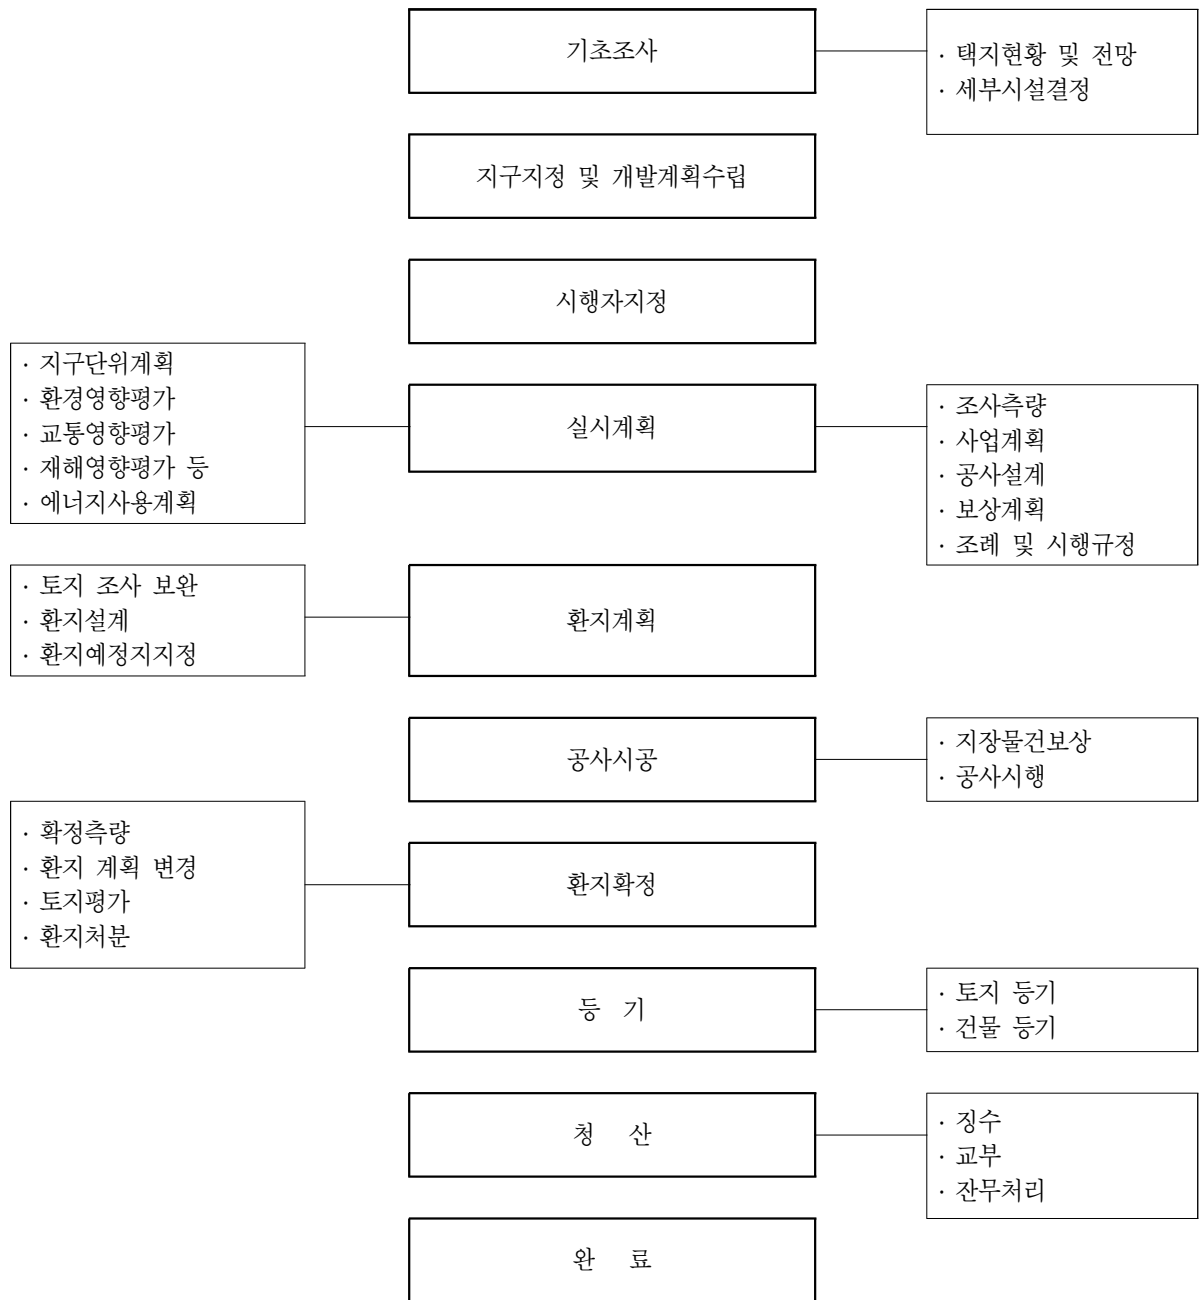 기초조사
· 택지현황 및 전망
· 세부시설결정
지구지정 및 개발계획수립
시행자지정
· 지구단위계획
· 환경영향평가
· 교통영향평가
· 재해영향평가 등
· 에너지사용계획
실시계획
· 조사측량
· 사업계획
· 공사설계
· 보상계획
· 조례 및 시행규정
· 토지 조사 보완
· 환지설계
· 환지예정지지정
환지계획
공사시공
· 지장물건보상
· 공사시행
· 확정측량
· 환지 계획 변경
· 토지평가
· 환지처분
환지확정
등 기
· 토지 등기
· 건물 등기
청 산
· 징수
· 교부
· 잔무처리
완 료